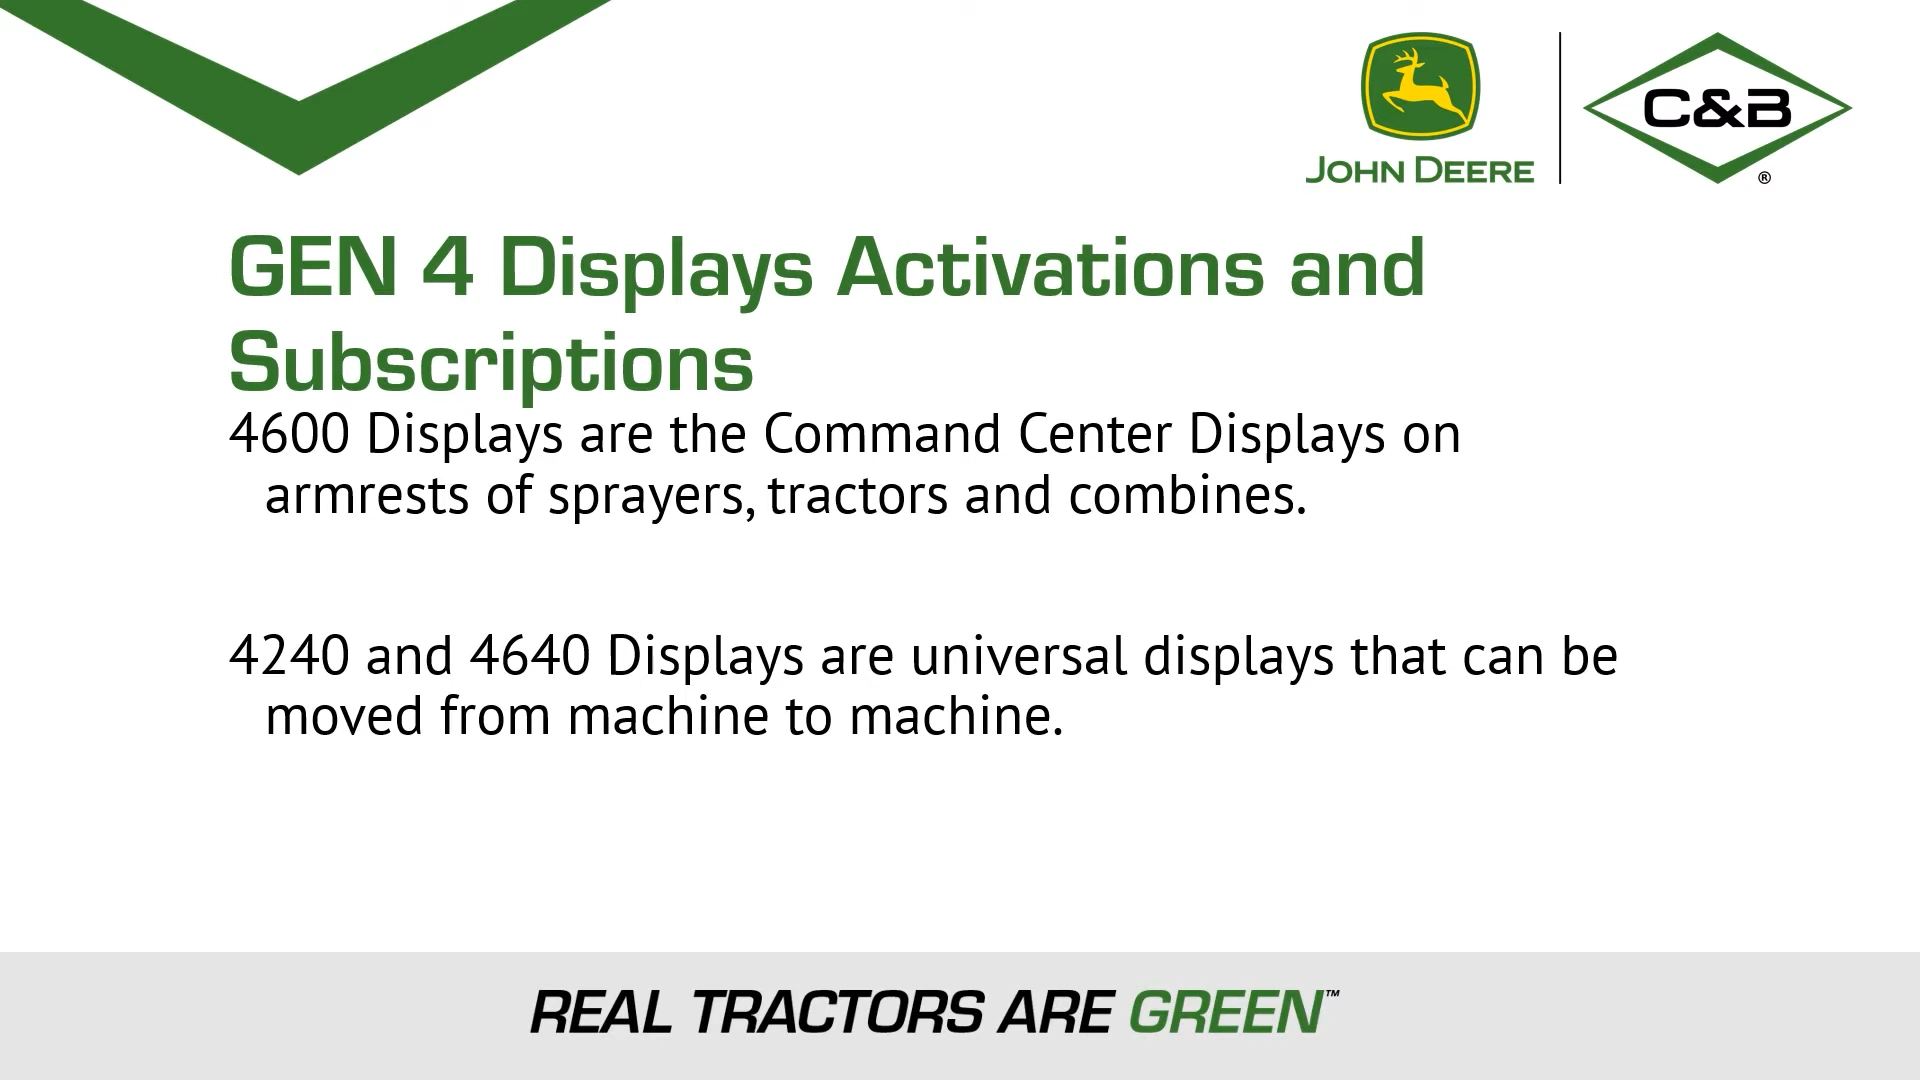 JOHN DEERE
C&B
®
GEN 4 Displays Activations and
Subscriptions
4600 Displays are the Command Center Displays on
armrests of sprayers, tractors and combines.
4240 and 4640 Displays are universal displays that can be
moved from machine to machine.
REAL TRACTORS ARE GREEN™